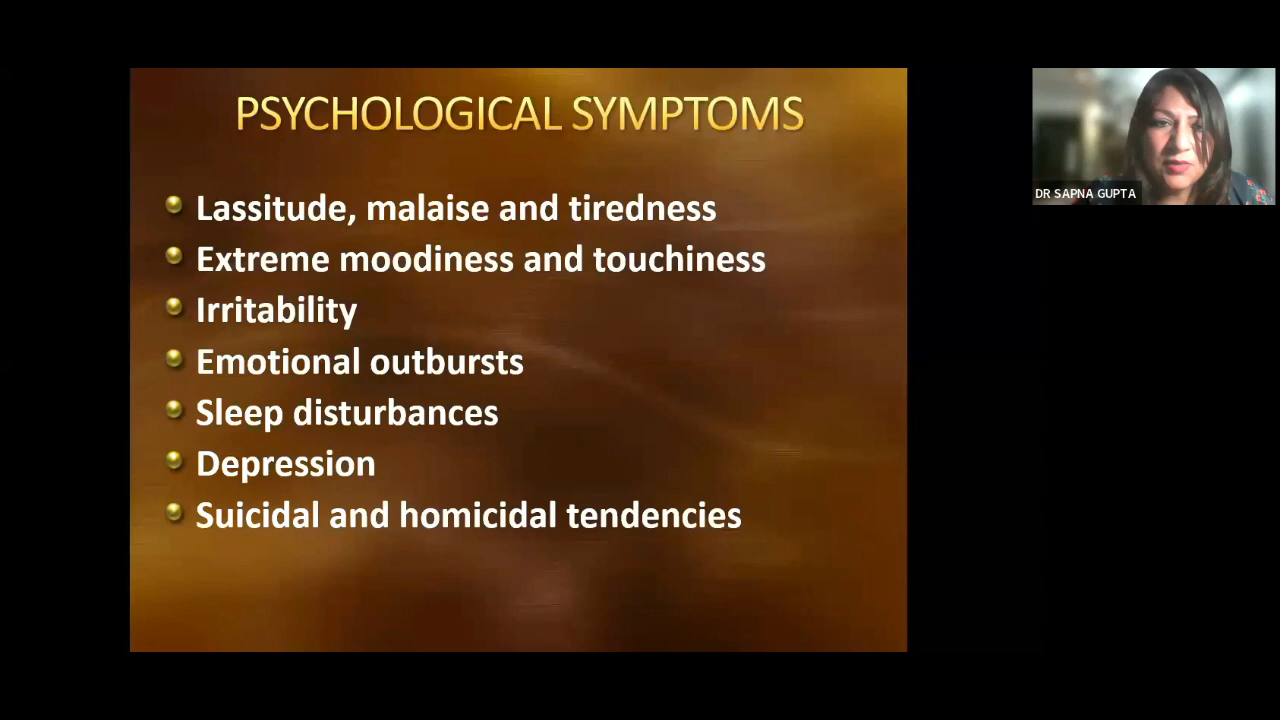 PSYCHOLOGICAL SYMPTOMS
Lassitude, malaise and tiredness
Extreme moodiness and touchiness
Irritability
Emotional outbursts
Sleep disturbances
Depression
Suicidal and homicidal tendencies
DR SAPNA GUPTA